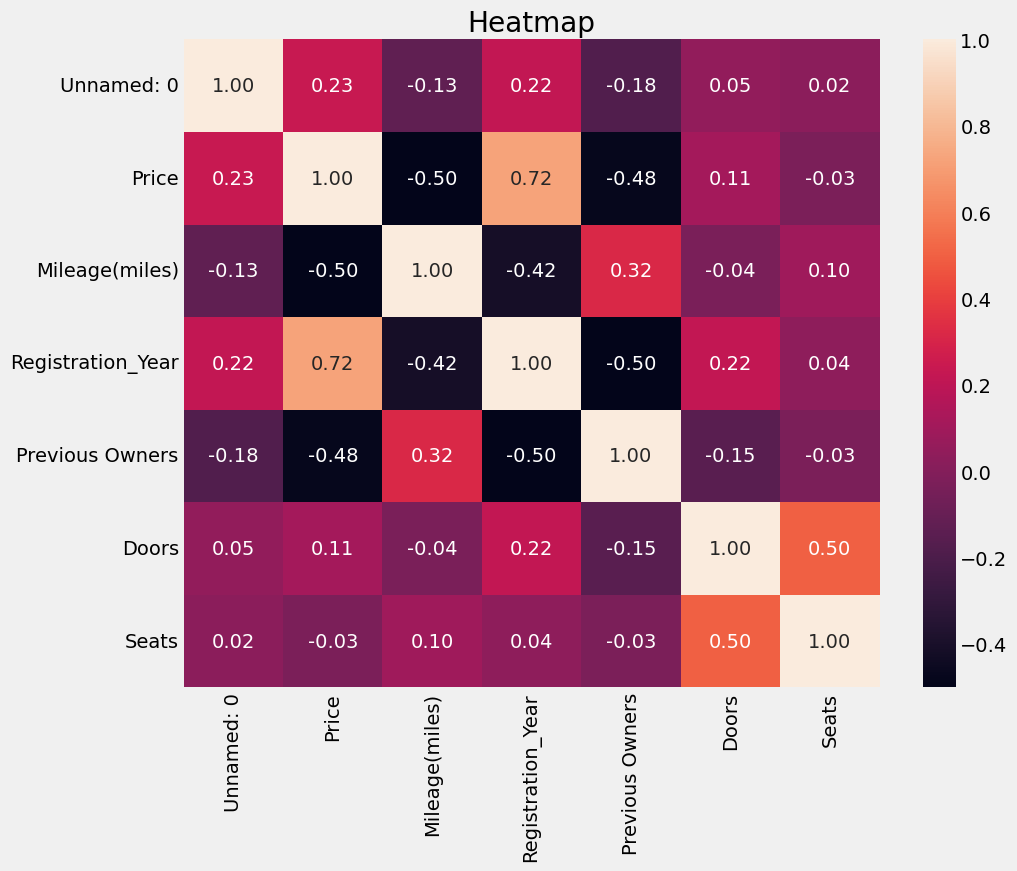 Heatmap
Unnamed: 0 1.00 0.23 -0.13 0.22 -0.18 0.05 0.02
Price 0.23 1.00 -0.50 0.72 -0.48 0.11 -0.03
Mileage(miles) -0.13 -0.50 1.00 -0.42 0.32 -0.04 0.10
Registration_Year 0.22 0.72 -0.42 1.00 -0.50 0.22 0.04
Previous Owners -0.18 -0.48 0.32 -0.50 1.00 -0.15 -0.03
Doors 0.05 0.11 -0.04 0.22 -0.15 1.00 0.50
Seats 0.02 -0.03 0.10 0.04 -0.03 0.50 1.00
Unnamed: 0
Price
Mileage(miles)
Registration_Year
Previous Owners
Doors
Seats
1.0
0.8
0.6
0.4
0.2
0.0
−0.2
−0.4